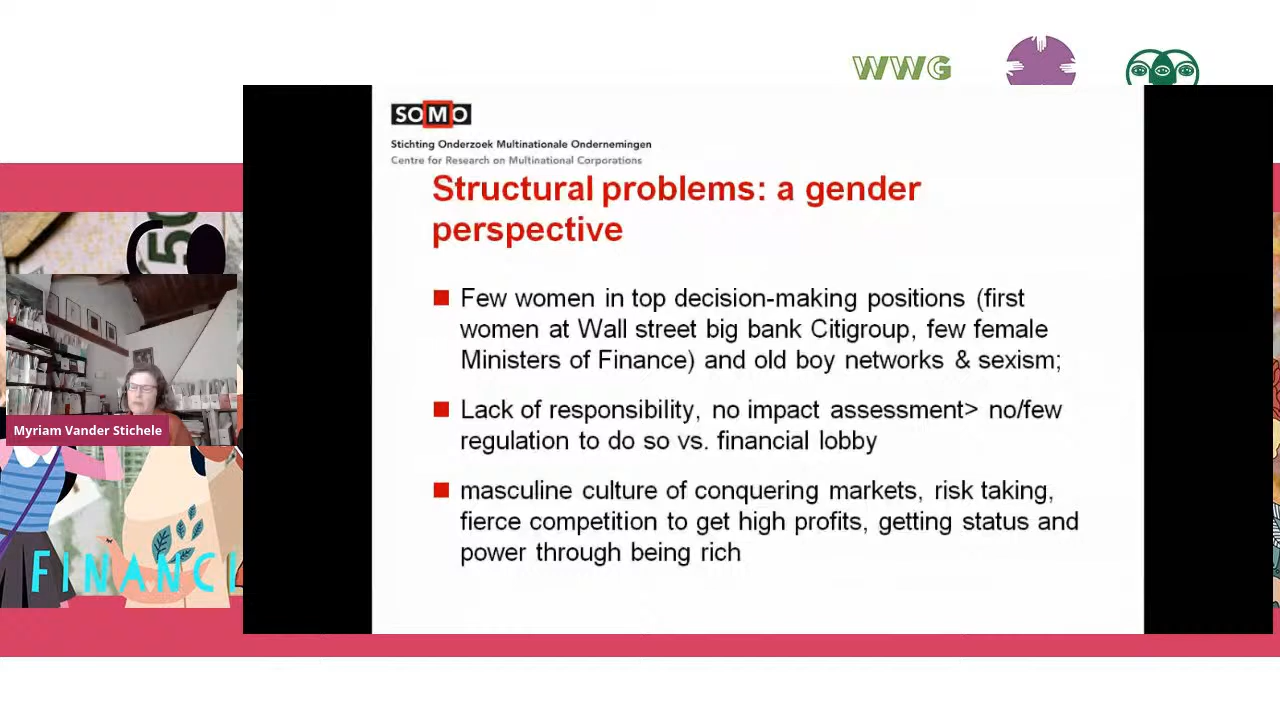 WWG
SOMO
Stichting Onderzoek Multinationale Ondernemingen
Centre for Research on Multinational Corporations
Structural problems: a gender
perspective
Few women in top decision-making positions (first
women at Wall street big bank Citigroup, few female
Ministers of Finance) and old boy networks & sexism;
Lack of responsibility, no impact assessment> no/few
regulation to do so vs. financial lobby
masculine culture of conquering markets, risk taking,
fierce competition to get high profits, getting status and
power through being rich
50
Myriam Vander Stichele
FINANCI